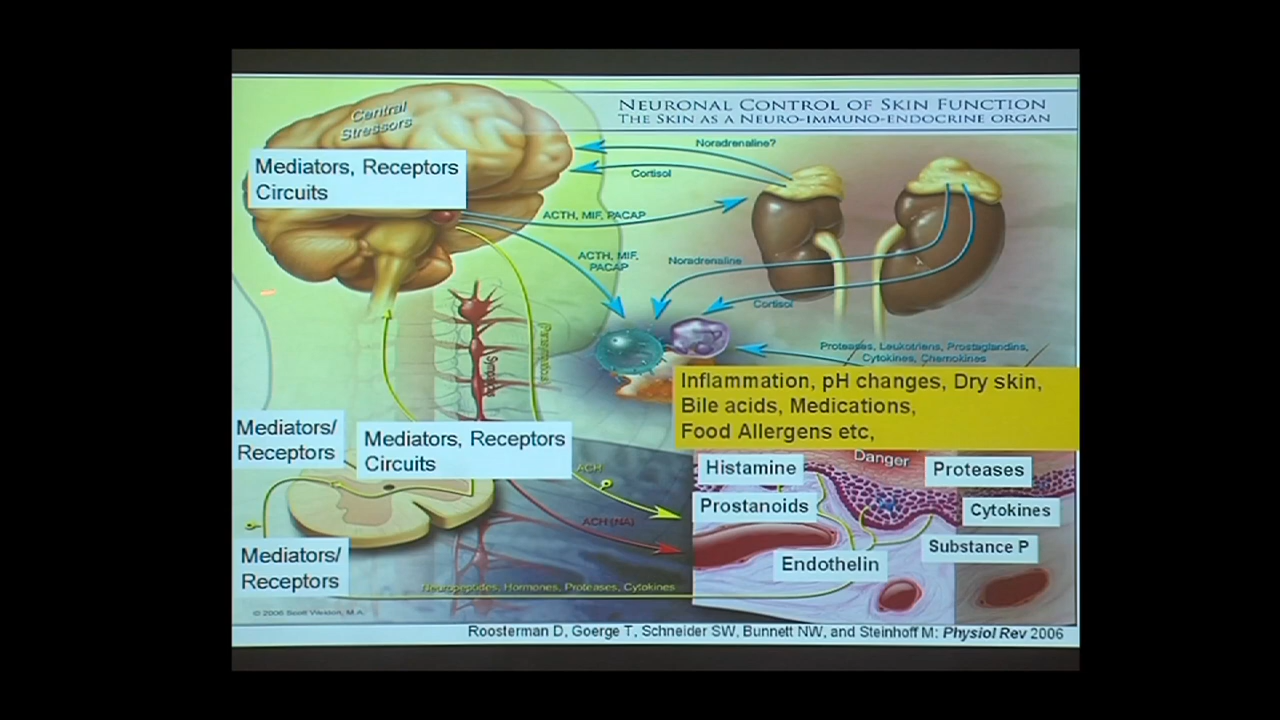 NEURONAL CONTROL OF SKIN FUNCTION
THE SKIN AS A NEURO-IMMUNO-ENDOCRINE ORGAN
Central
Stressors
Mediators, Receptors
Circuits
Noradrenaline?
Cortisol
ACTH, MIF, PACAP
ACTH, MIF,
PACAP
Noradrenaline
Cortisol
Proteases, Leukotriens, Prostaglandins,
Cytokines, Chemokines
Inflammation, pH changes, Dry skin,
Bile acids, Medications,
Food Allergens etc,
Mediators/
Receptors
Mediators, Receptors
Circuits
ACH
ACH (NA)
Danger
Histamine
Proteases
Prostanoids
Cytokines
Substance P
Endothelin
Mediators/
Receptors
Neuropeptides, Hormones, Proteases, Cytokines
Roosterman D, Goerge T, Schneider SW, Bunnett NW, and Steinhoff M: Physiol Rev 2006